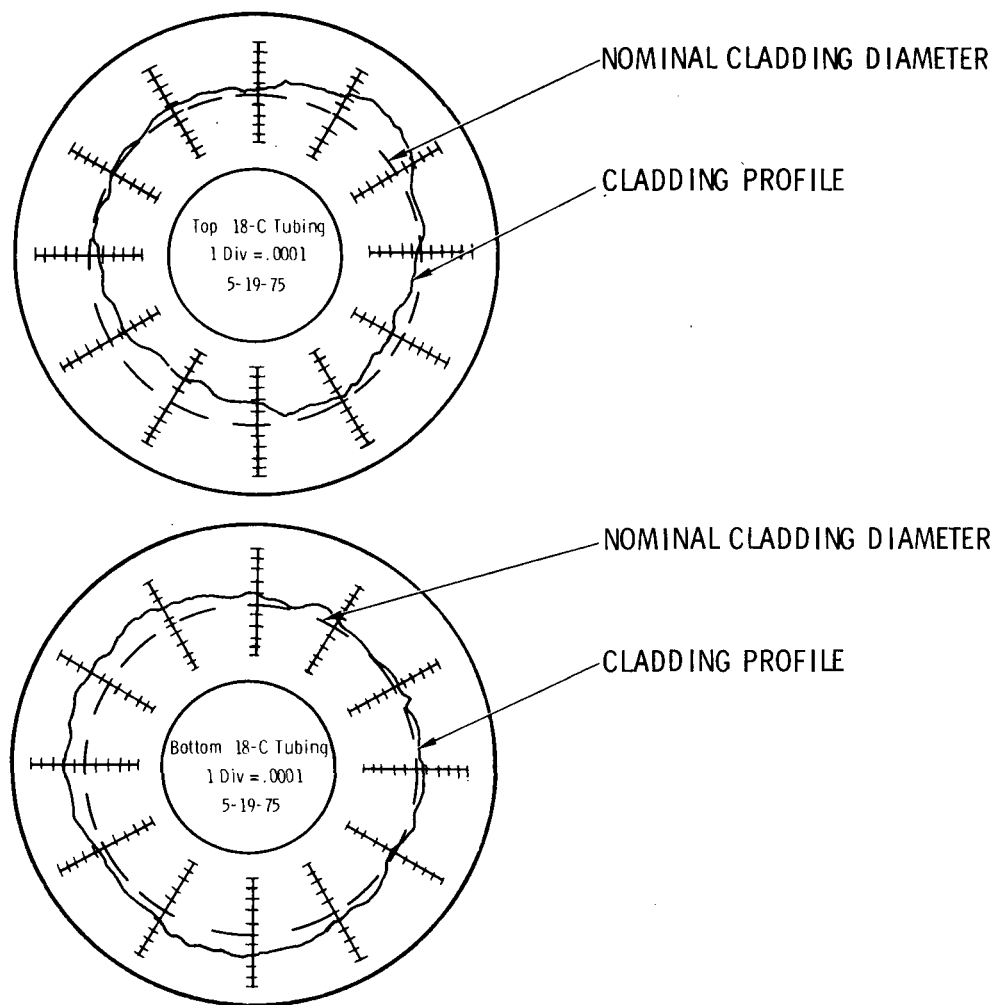 NOMINAL CLADDING DIAMETER
CLADDING PROFILE
Top 18-C Tubing
1 Div = .0001
5-19-75
NOMINAL CLADDING DIAMETER
CLADDING PROFILE
Bottom 18-C Tubing
1 Div = .0001
5-19-75